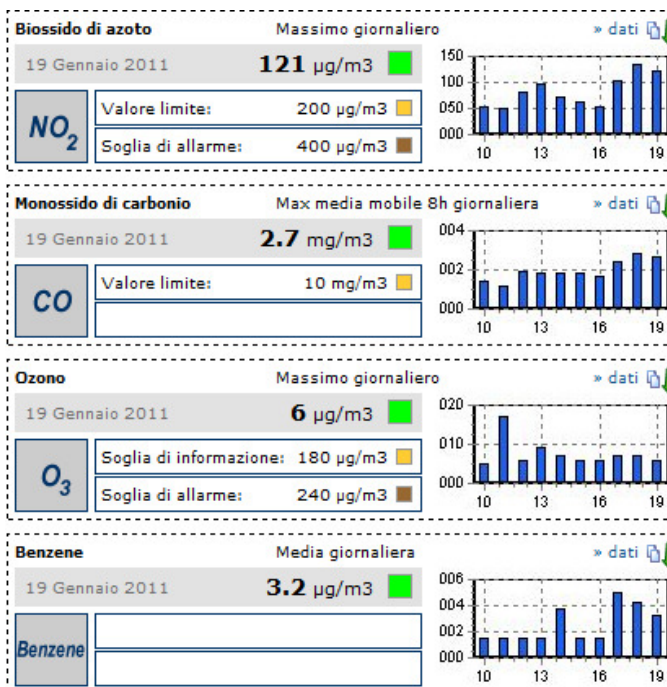 Biossido di azoto Massimo giornaliero » dati
19 Gennaio 2011 121 µg/m3
NO2
Valore limite: 200 µg/m3
Soglia di allarme: 400 µg/m3
150
100
050
000
10 13 16 19
Monossido di carbonio Max media mobile 8h giornaliera » dati
19 Gennaio 2011 2.7 mg/m3
CO
Valore limite: 10 mg/m3
004
002
000
10 13 16 19
Ozono Massimo giornaliero » dati
19 Gennaio 2011 6 µg/m3
O3
Soglia di informazione: 180 µg/m3
Soglia di allarme: 240 µg/m3
020
010
000
10 13 16 19
Benzene Media giornaliera » dati
19 Gennaio 2011 3.2 µg/m3
Benzene
006
004
002
000
10 13 16 19